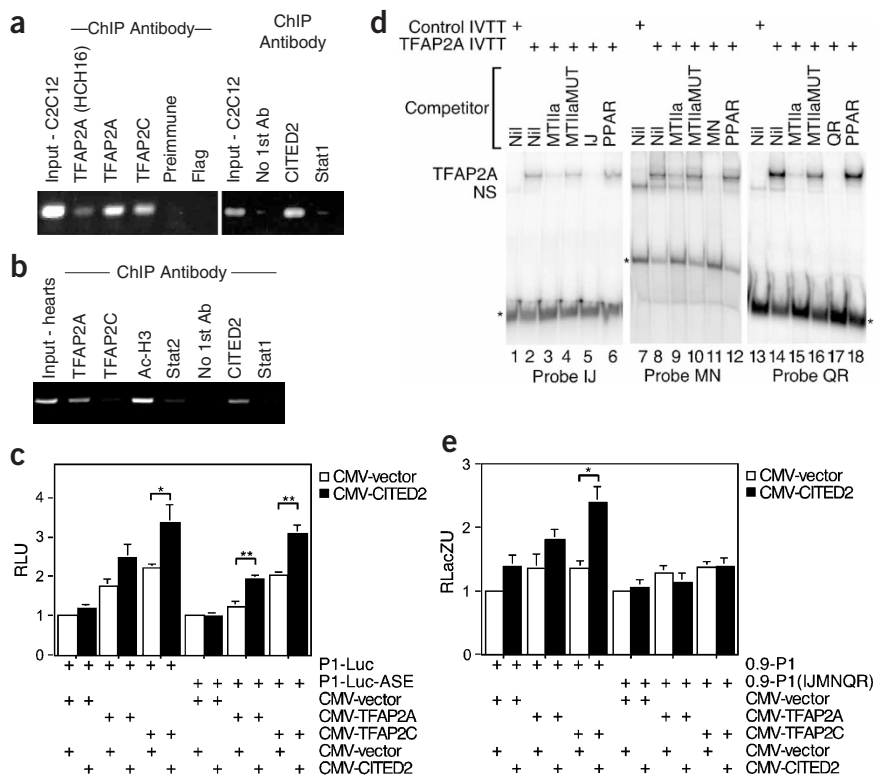 a
ChIP Antibody
ChIP Antibody
Input - C2C12
TFAP2A (HCH16)
TFAP2A
TFAP2C
Preimmune
Flag
Input - C2C12
No 1st Ab
CITED2
Stat1
b
ChIP Antibody
Input - hearts
TFAP2A
TFAP2C
Ac-H3
Stat2
No 1st Ab
CITED2
Stat1
d
Control IVTT + + +
TFAP2A IVTT + + + + + + + + + + + + + + +
Competitor
Nil Nil MTIIa MTIIaMUT IJ PPAR
Nil Nil MTIIa MTIIaMUT MN PPAR
Nil Nil MTIIa MTIIaMUT QR PPAR
TFAP2A
NS
* * *
1 2 3 4 5 6 7 8 9 10 11 12 13 14 15 16 17 18
Probe IJ Probe MN Probe QR
c
CMV-vector
CMV-CITED2
RLU
4
3
2
1
0
* ** **
+ + + + + + P1-Luc
+ + + + + + P1-Luc-ASE
+ + + + CMV-vector
+ + + + CMV-TFAP2A
+ + + + CMV-TFAP2C
+ + + + + + CMV-vector
+ + + + + + CMV-CITED2
e
CMV-vector
CMV-CITED2
RLacZU
3
2
1
0
*
+ + + + + + 0.9-P1
+ + + + + + 0.9-P1(IJMNQR)
+ + + + CMV-vector
+ + + + CMV-TFAP2A
+ + + + CMV-TFAP2C
+ + + + + + CMV-vector
+ + + + + + CMV-CITED2